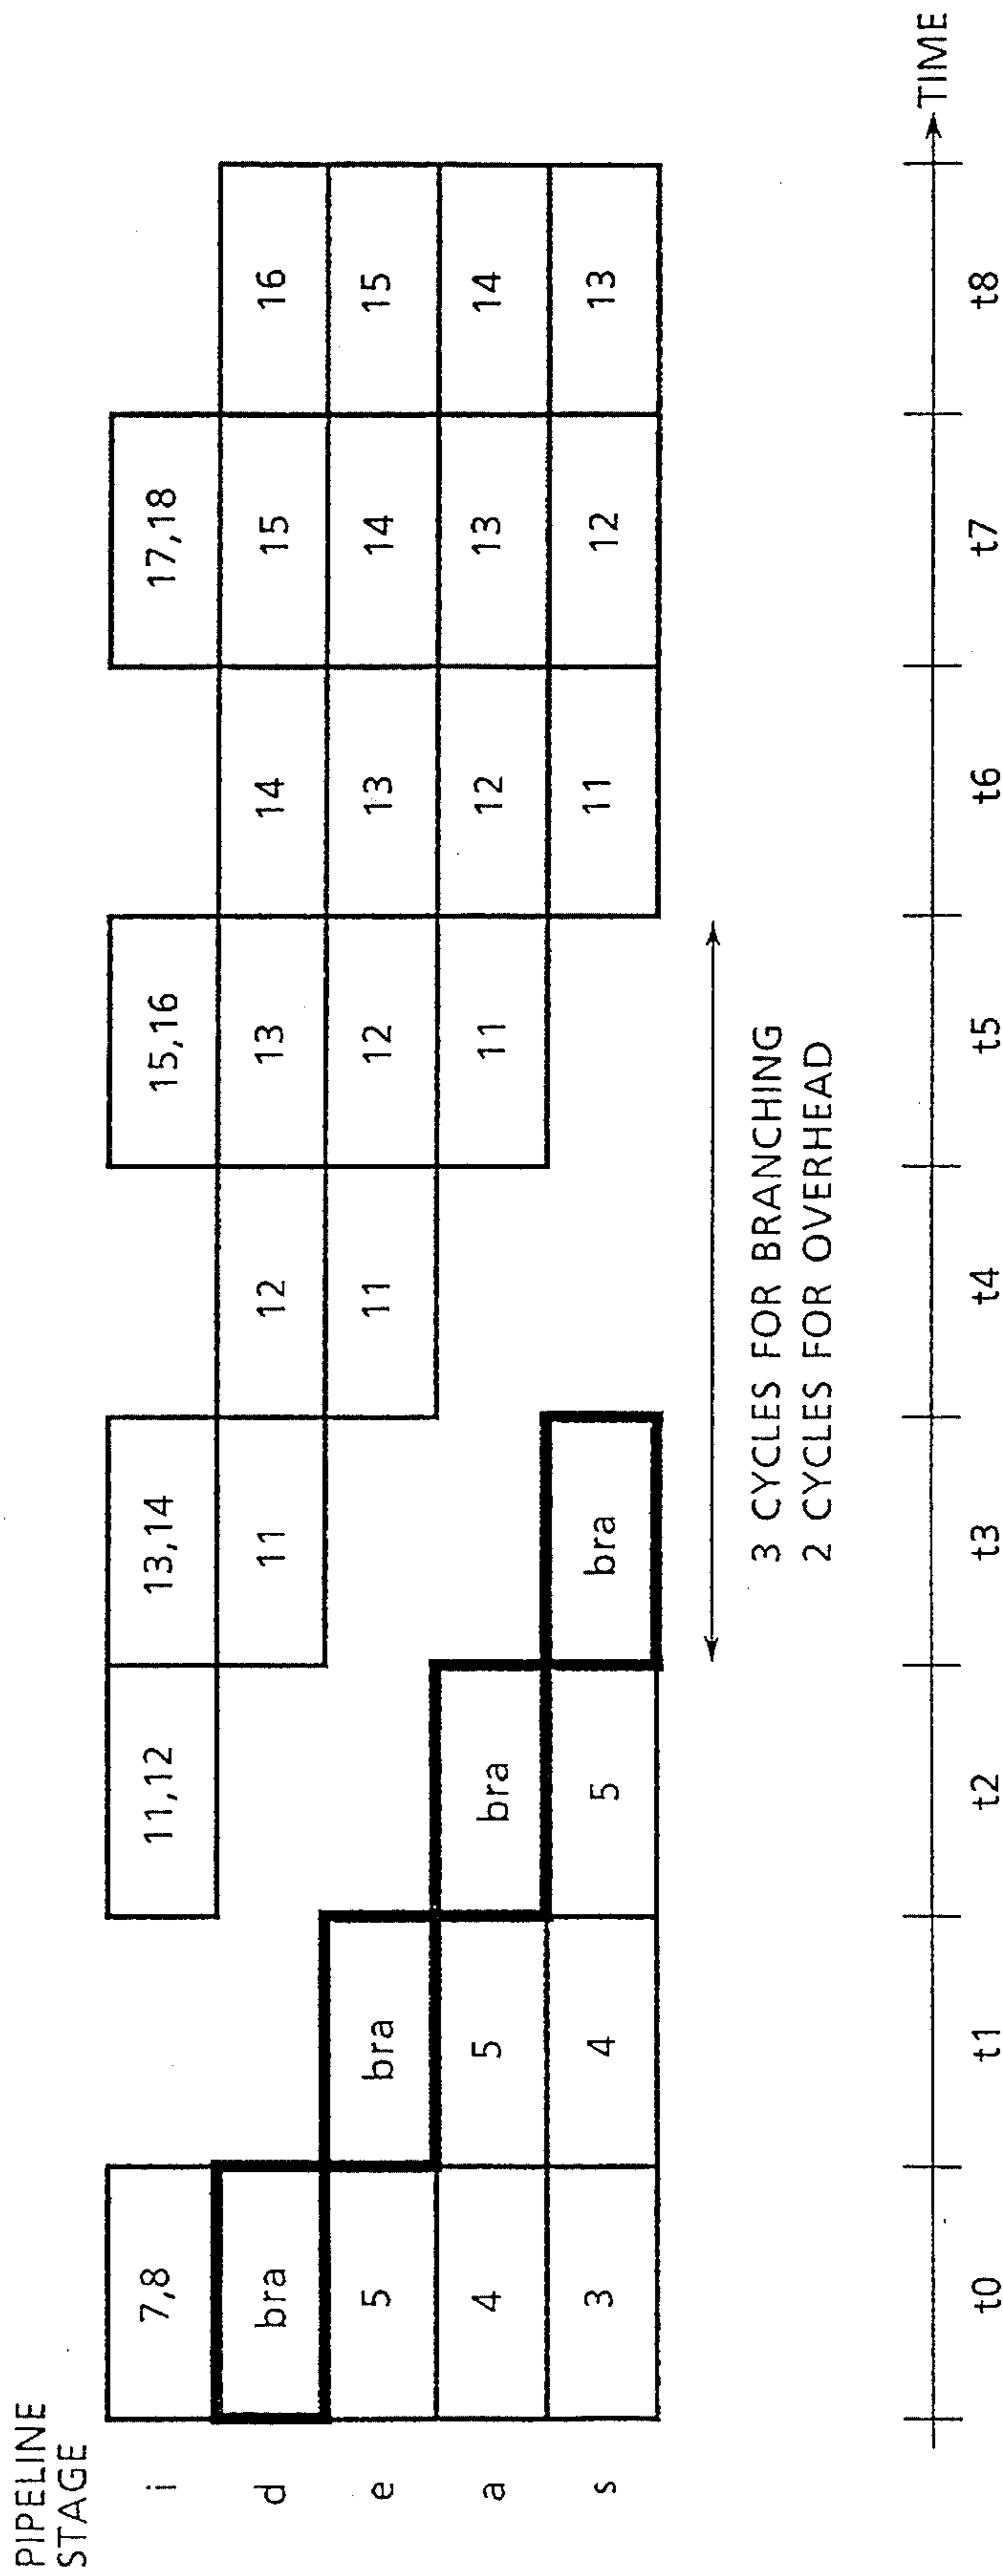 PIPELINE
STAGE
i 7,8 11,12 13,14 15,16 17,18
d bra 11 12 13 14 15 16
e 5 bra 11 12 13 14 15
a 4 5 bra 11 12 13 14
s 3 4 5 bra 11 12 13
3 CYCLES FOR BRANCHING
2 CYCLES FOR OVERHEAD
TIME
t0 t1 t2 t3 t4 t5 t6 t7 t8